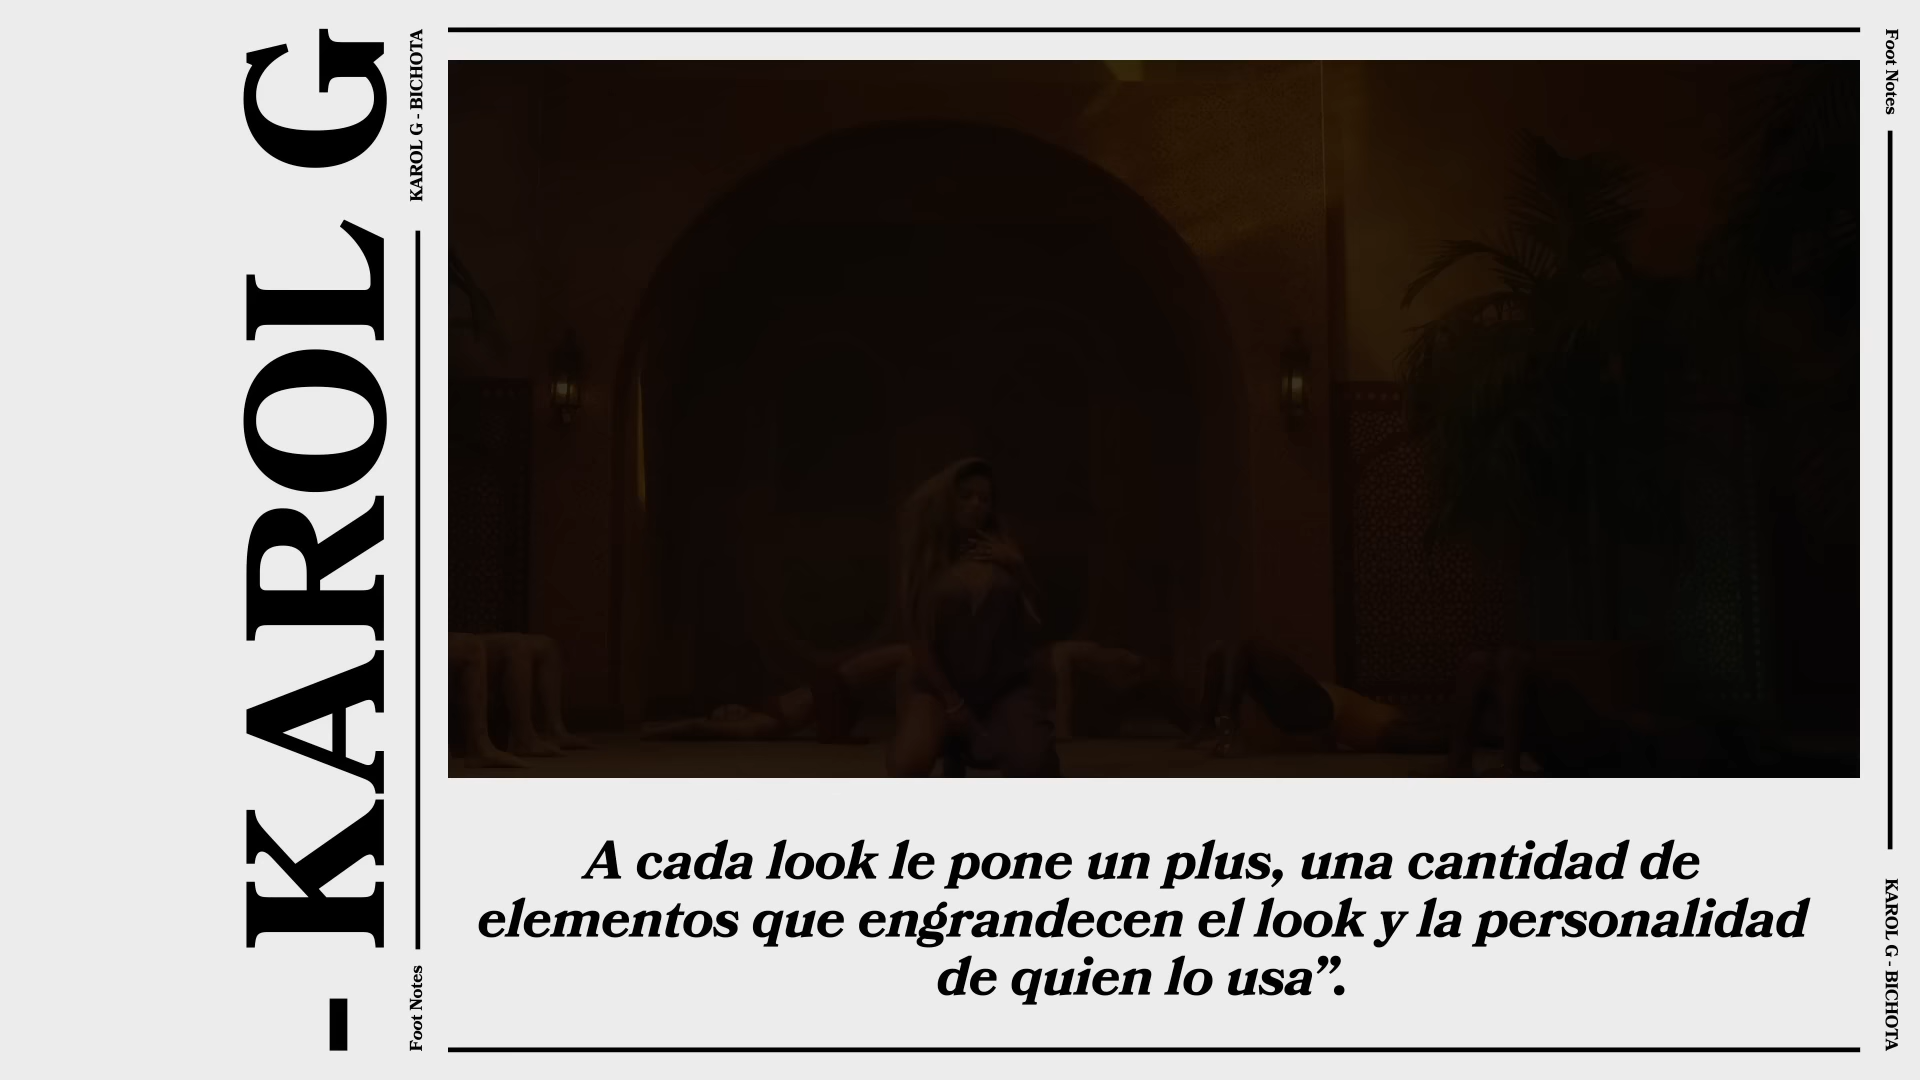 - KAROL G
KAROL G - BICHOTA
Foot Notes
A cada look le pone un plus, una cantidad de
elementos que engrandecen el look y la personalidad
de quien lo usa”.
Foot Notes
KAROL G - BICHOTA